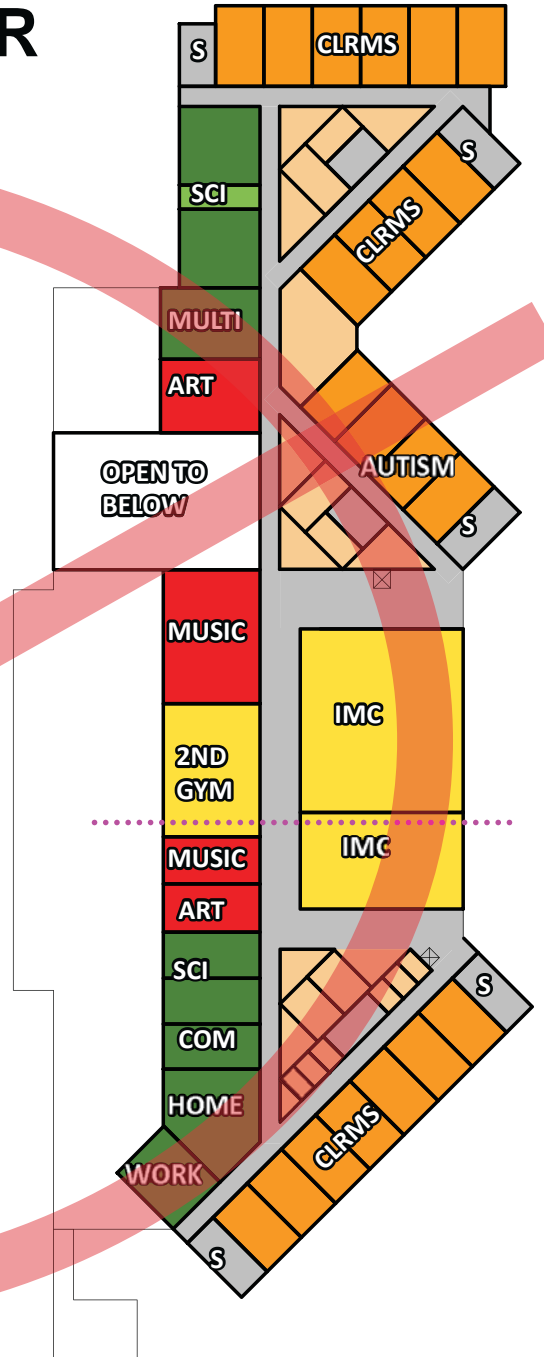 R
S
CLRMS
S
SCI
CLRMS
MULTI
ART
AUTISM
OPEN TO
BELOW
S
MUSIC
IMC
2ND
GYM
IMC
MUSIC
ART
SCI
S
COM
HOME
CLRMS
WORK
S